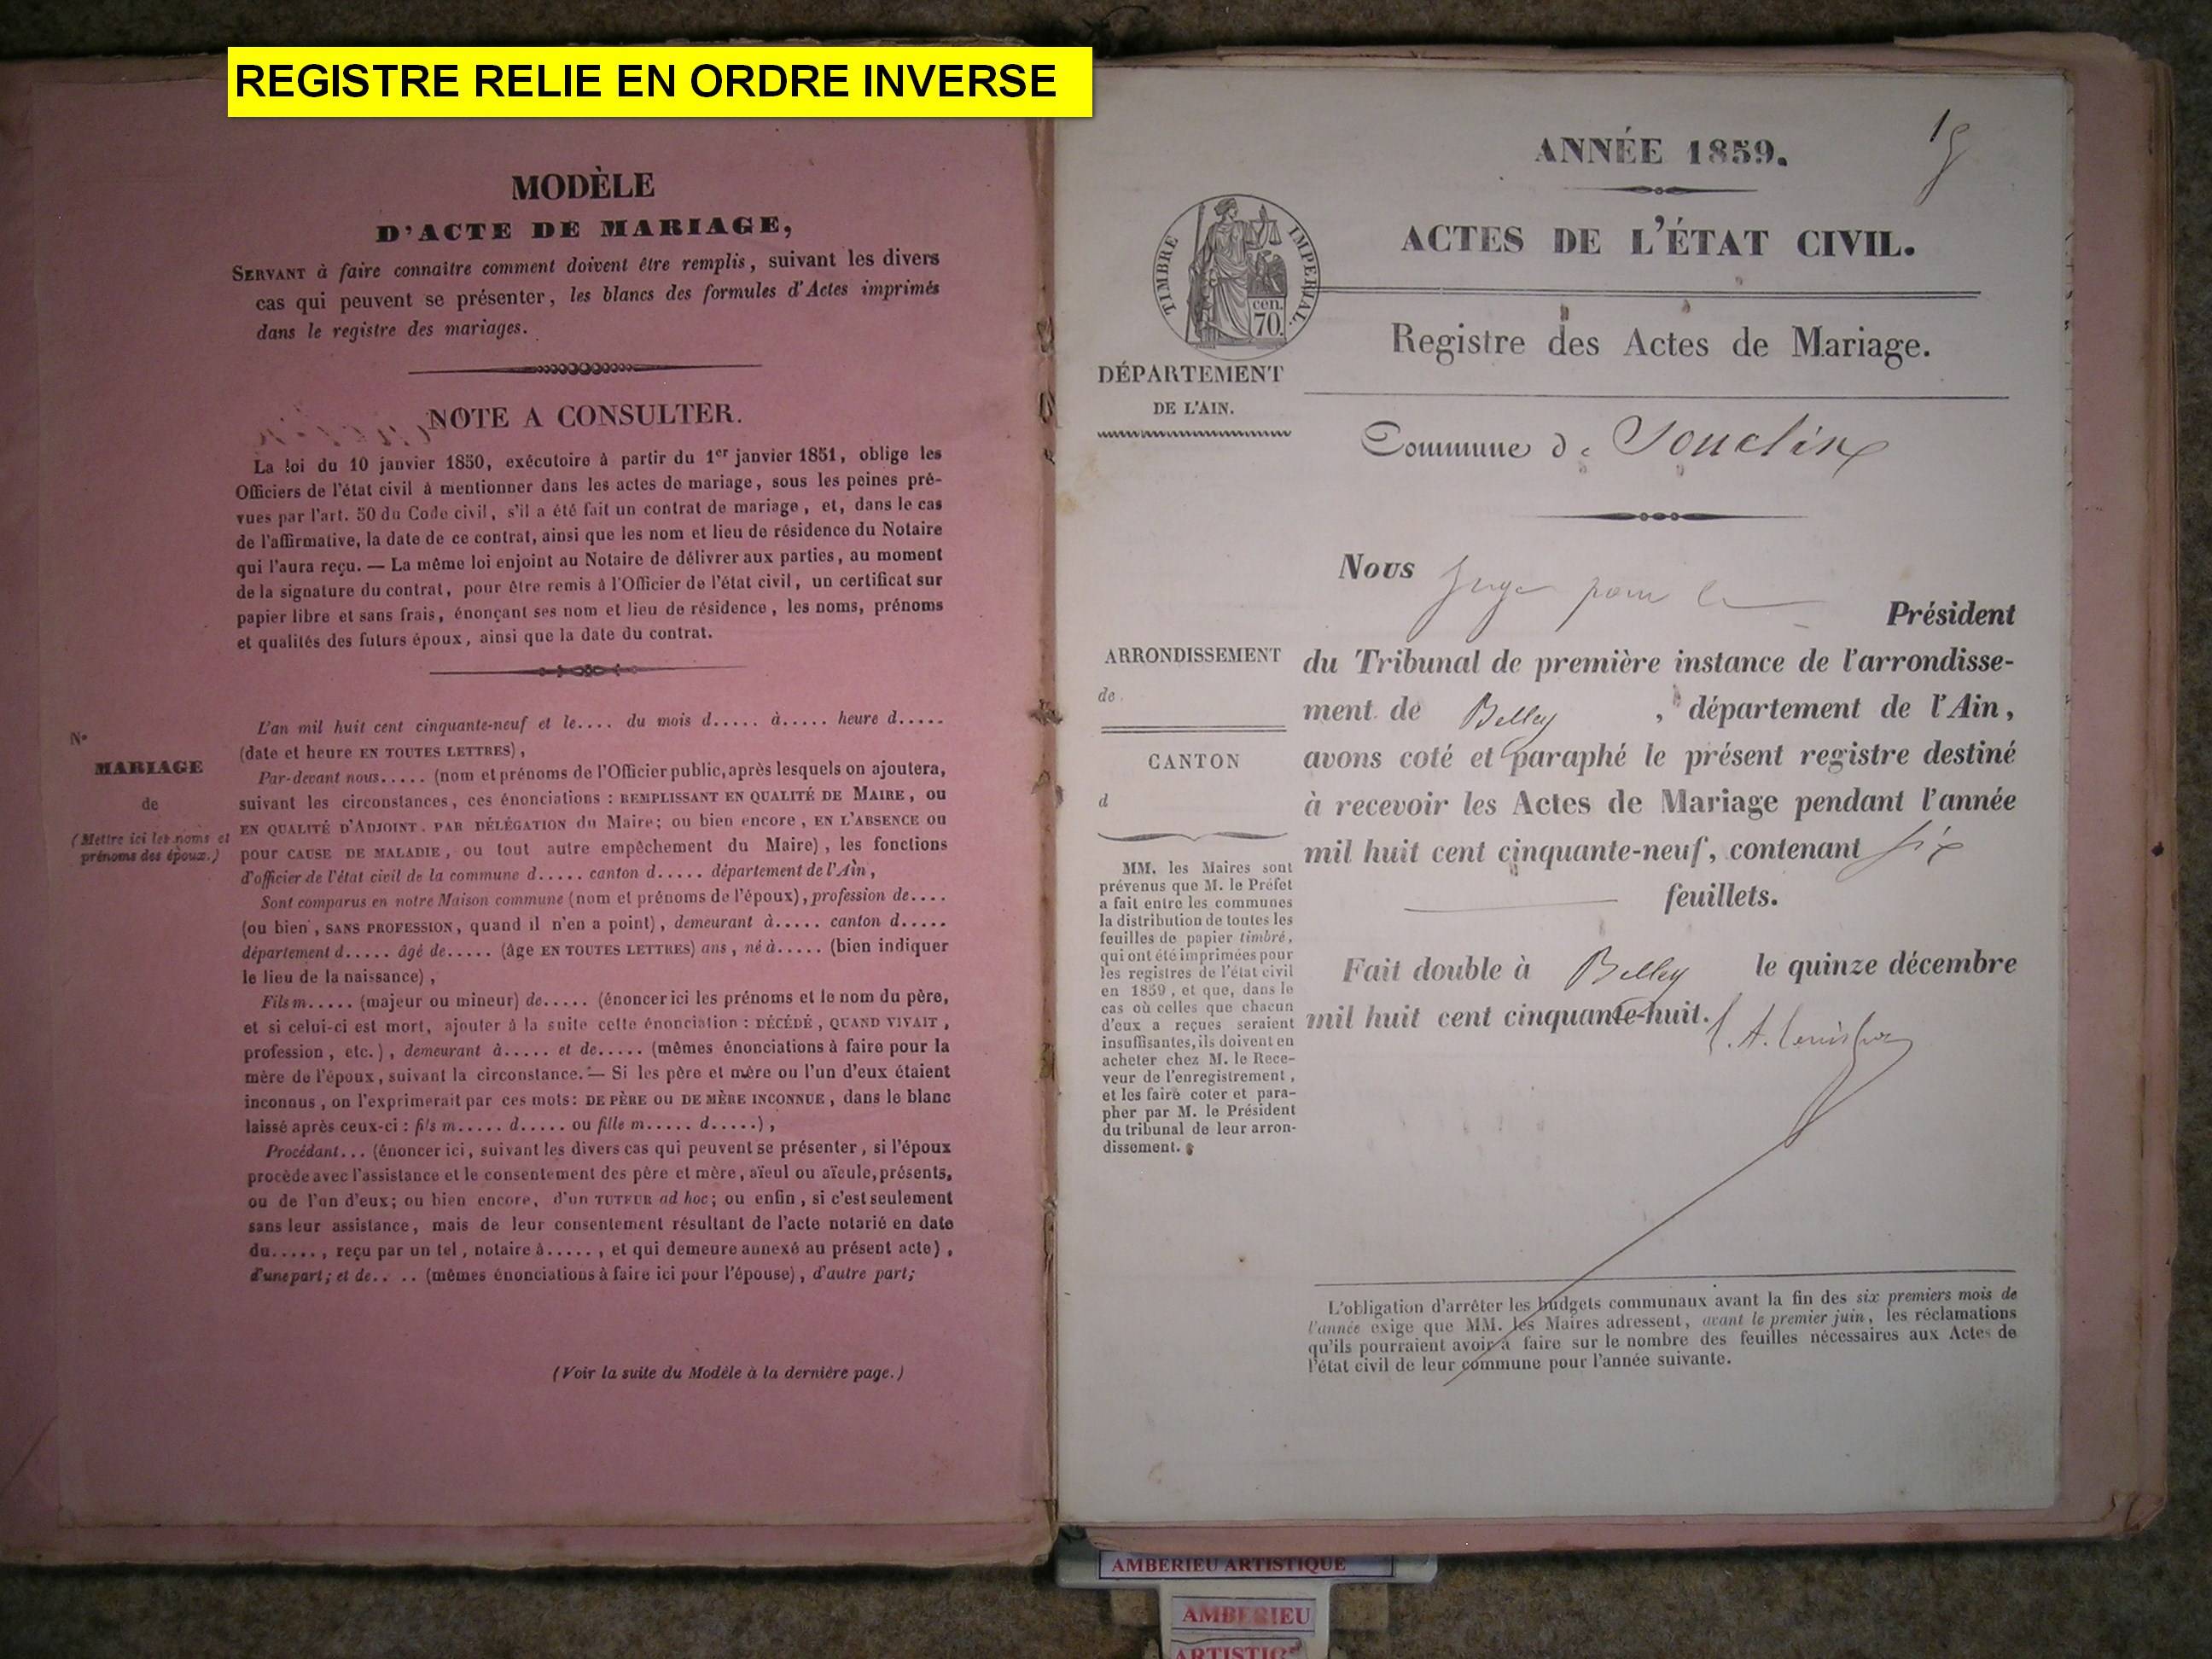 REGISTRE RELIE EN ORDRE INVERSE
MODÈLE
D'ACTE DE MARIAGE,
SERVANT à faire connaître comment doivent être remplis, suivant les divers
cas qui peuvent se présenter, les blancs des formules d'Actes imprimés
dans le registre des mariages.
NOTE A CONSULTER.
La loi du 10 janvier 1850, exécutoire à partir du 1er janvier 1851, oblige les
Officiers de l'état civil à mentionner dans les actes de mariage, sous les peines pré-
vues par l'art. 50 du Code civil, s'il a été fait un contrat de mariage, et, dans le cas
de l'affirmative, la date de ce contrat, ainsi que les nom et lieu de résidence du Notaire
qui l'aura reçu. — La même loi enjoint au Notaire de délivrer aux parties, au moment
de la signature du contrat, pour être remis à l'Officier de l'état civil, un certificat sur
papier libre et sans frais, énonçant ses nom et lieu de résidence, les noms, prénoms
et qualités des futurs époux, ainsi que la date du contrat.
N°
MARIAGE
de
(Mettre ici les noms et
prénoms des époux.)
L'an mil huit cent cinquante-neuf et le.... du mois d..... à..... heure d.....
(date et heure EN TOUTES LETTRES),
Par-devant nous..... (nom et prénoms de l'Officier public, après lesquels on ajoutera,
suivant les circonstances, ces énonciations : REMPLISSANT EN QUALITÉ DE MAIRE, ou
EN QUALITÉ D'ADJOINT, PAR DÉLÉGATION du Maire; ou bien encore, EN L'ABSENCE ou
pour CAUSE DE MALADIE, ou tout autre empêchement du Maire), les fonctions
d'officier de l'état civil de la commune d..... canton d..... département de l'Ain,
Sont comparus en notre Maison commune (nom et prénoms de l'époux), profession de....
(ou bien, SANS PROFESSION, quand il n'en a point), demeurant à..... canton d.....
département d..... âgé de..... (âge EN TOUTES LETTRES) ans, né à..... (bien indiquer
le lieu de la naissance),
Fils m..... (majeur ou mineur) de..... (énoncer ici les prénoms et le nom du père,
et si celui-ci est mort, ajouter à la suite cette énonciation : DÉCÉDÉ, QUAND VIVAIT,
profession, etc.), demeurant à..... et de..... (mêmes énonciations à faire pour la
mère de l'époux, suivant la circonstance. — Si les père et mère ou l'un d'eux étaient
inconnus, on l'exprimerait par ces mots: DE PÈRE ou DE MÈRE INCONNUE, dans le blanc
laissé après ceux-ci : fils m..... d..... ou fille m..... d.....),
Procédant... (énoncer ici, suivant les divers cas qui peuvent se présenter, si l'époux
procède avec l'assistance et le consentement des père et mère, aïeul ou aïeule, présents,
ou de l'un d'eux; ou bien encore, d'un TUTEUR ad hoc; ou enfin, si c'est seulement
sans leur assistance, mais de leur consentement résultant de l'acte notarié en date
du....., reçu par un tel, notaire à....., et qui demeure annexé au présent acte),
d'une part; et de.. .. (mêmes énonciations à faire ici pour l'épouse), d'autre part;
(Voir la suite du Modèle à la dernière page.)
ANNÉE 1859.
ACTES DE L'ÉTAT CIVIL.
TIMBRE IMPERIAL.
cen.
70.
Registre des Actes de Mariage.
DÉPARTEMENT
DE L'AIN.
Commune de Souclin
Nous Juge pour le Président
du Tribunal de première instance de l'arrondisse-
ment de Belley, département de l'Ain,
avons coté et paraphé le présent registre destiné
à recevoir les Actes de Mariage pendant l'année
mil huit cent cinquante-neuf, contenant six
feuillets.
Fait double à Belley le quinze décembre
mil huit cent cinquante-huit.
ARRONDISSEMENT
de
CANTON
d
MM. les Maires sont
prévenus que M. le Préfet
a fait entre les communes
la distribution de toutes les
feuilles de papier timbré,
qui ont été imprimées pour
les registres de l'état civil
en 1859, et que, dans le
cas où celles que chacun
d'eux a reçues seraient
insuffisantes, ils doivent en
acheter chez M. le Rece-
veur de l'enregistrement,
et les faire coter et para-
pher par M. le Président
du tribunal de leur arron-
dissement.
L'obligation d'arrêter les budgets communaux avant la fin des six premiers mois de
l'année exige que MM. les Maires adressent, avant le premier juin, les réclamations
qu'ils pourraient avoir à faire sur le nombre des feuilles nécessaires aux Actes de
l'état civil de leur commune pour l'année suivante.
AMBERIEU ARTISTIQUE
AMBERIEU
ARTISTIQ